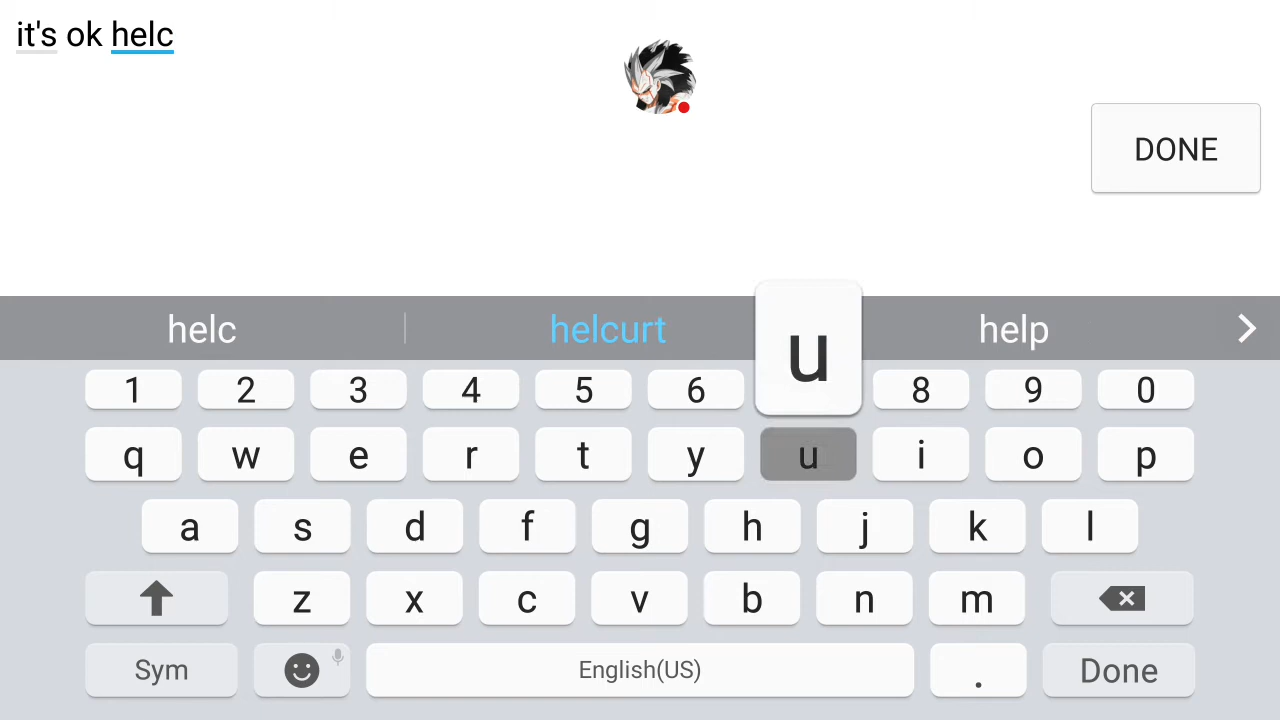 it's ok helc
DONE
helc helcurt help
u
1 2 3 4 5 6 8 9 0
q w e r t y u i o p
a s d f g h j k l
z x c v b n m
Sym English(US) . Done